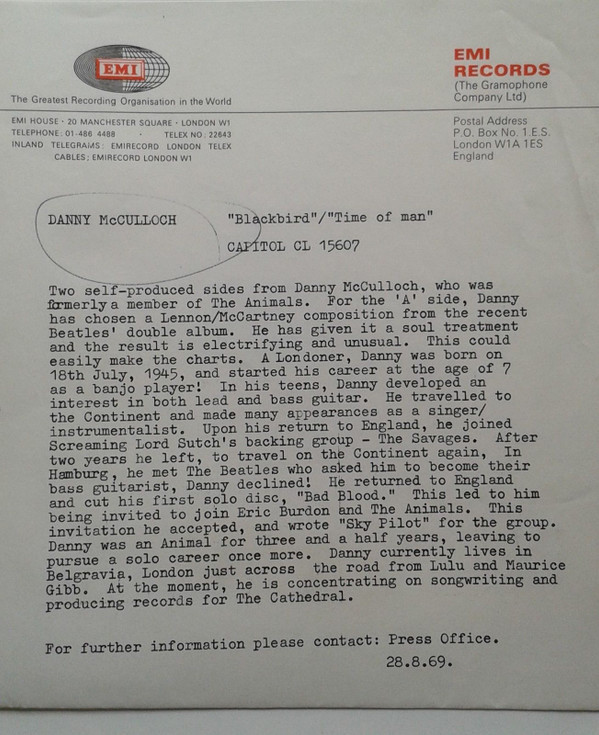 EMI
The Greatest Recording Organisation in the World
EMI RECORDS
(The Gramophone
Company Ltd)
EMI HOUSE · 20 MANCHESTER SQUARE · LONDON W1
TELEPHONE: 01-486 4488 · TELEX NO: 22643
INLAND TELEGRAMS: EMIRECORD LONDON TELEX
CABLES; EMIRECORD LONDON W1
Postal Address
P.O. Box No. 1.E.S.
London W1A 1ES
England
DANNY McCULLOCH "Blackbird"/"Time of man"
CAPITOL CL 15607
Two self-produced sides from Danny McCulloch, who was
formerly a member of The Animals. For the 'A' side, Danny
has chosen a Lennon/McCartney composition from the recent
Beatles' double album. He has given it a soul treatment
and the result is electrifying and unusual. This could
easily make the charts. A Londoner, Danny was born on
18th July, 1945, and started his career at the age of 7
as a banjo player! In his teens, Danny developed an
interest in both lead and bass guitar. He travelled to
the Continent and made many appearances as a singer/
instrumentalist. Upon his return to England, he joined
Screaming Lord Sutch's backing group - The Savages. After
two years he left, to travel on the Continent again, In
Hamburg, he met The Beatles who asked him to become their
bass guitarist, Danny declined! He returned to England
and cut his first solo disc, "Bad Blood." This led to him
being invited to join Eric Burdon and The Animals. This
invitation he accepted, and wrote "Sky Pilot" for the group.
Danny was an Animal for three and a half years, leaving to
pursue a solo career once more. Danny currently lives in
Belgravia, London just across the road from Lulu and Maurice
Gibb. At the moment, he is concentrating on songwriting and
producing records for The Cathedral.
For further information please contact: Press Office.
28.8.69.